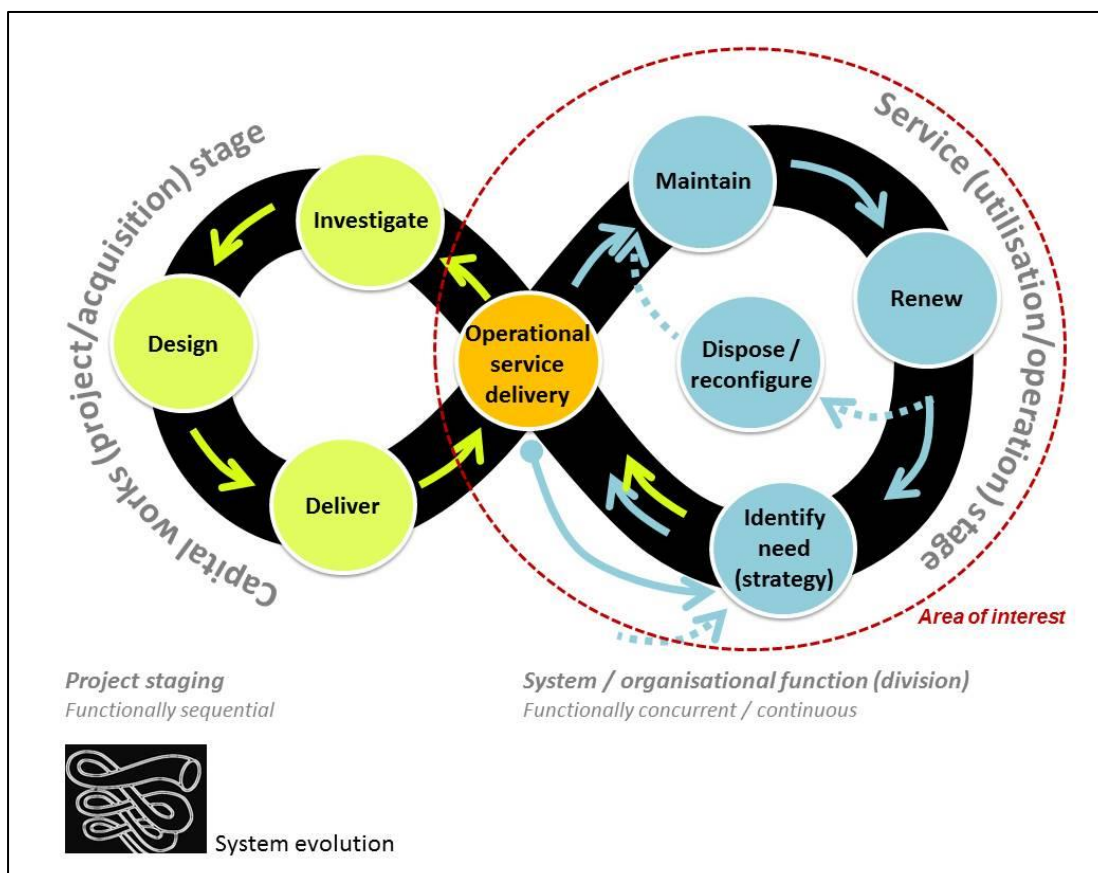 Capital works (project/acquisition) stage
Service (utilisation/operation) stage
Investigate
Maintain
Design
Renew
Operational
service
delivery
Dispose /
reconfigure
Deliver
Identify
need
(strategy)
Area of interest
Project staging
Functionally sequential
System / organisational function (division)
Functionally concurrent / continuous
System evolution